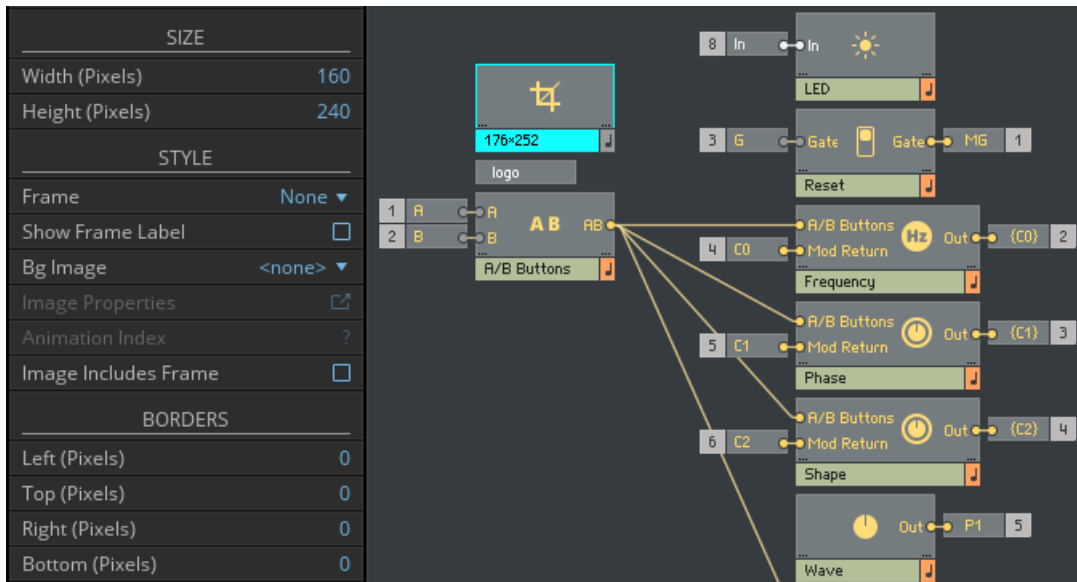 SIZE
Width (Pixels) 160
Height (Pixels) 240
STYLE
Frame None
Show Frame Label
Bg Image <none>
Image Properties
Animation Index ?
Image Includes Frame
BORDERS
Left (Pixels) 0
Top (Pixels) 0
Right (Pixels) 0
Bottom (Pixels) 0
176×252
logo
1 A A AB AB
2 B B
A/B Buttons
8 In In
LED
3 G Gate Gate MG 1
Reset
A/B Buttons Hz Out {C0} 2
4 C0 Mod Return
Frequency
A/B Buttons Out {C1} 3
5 C1 Mod Return
Phase
A/B Buttons Out {C2} 4
6 C2 Mod Return
Shape
Out P1 5
Wave